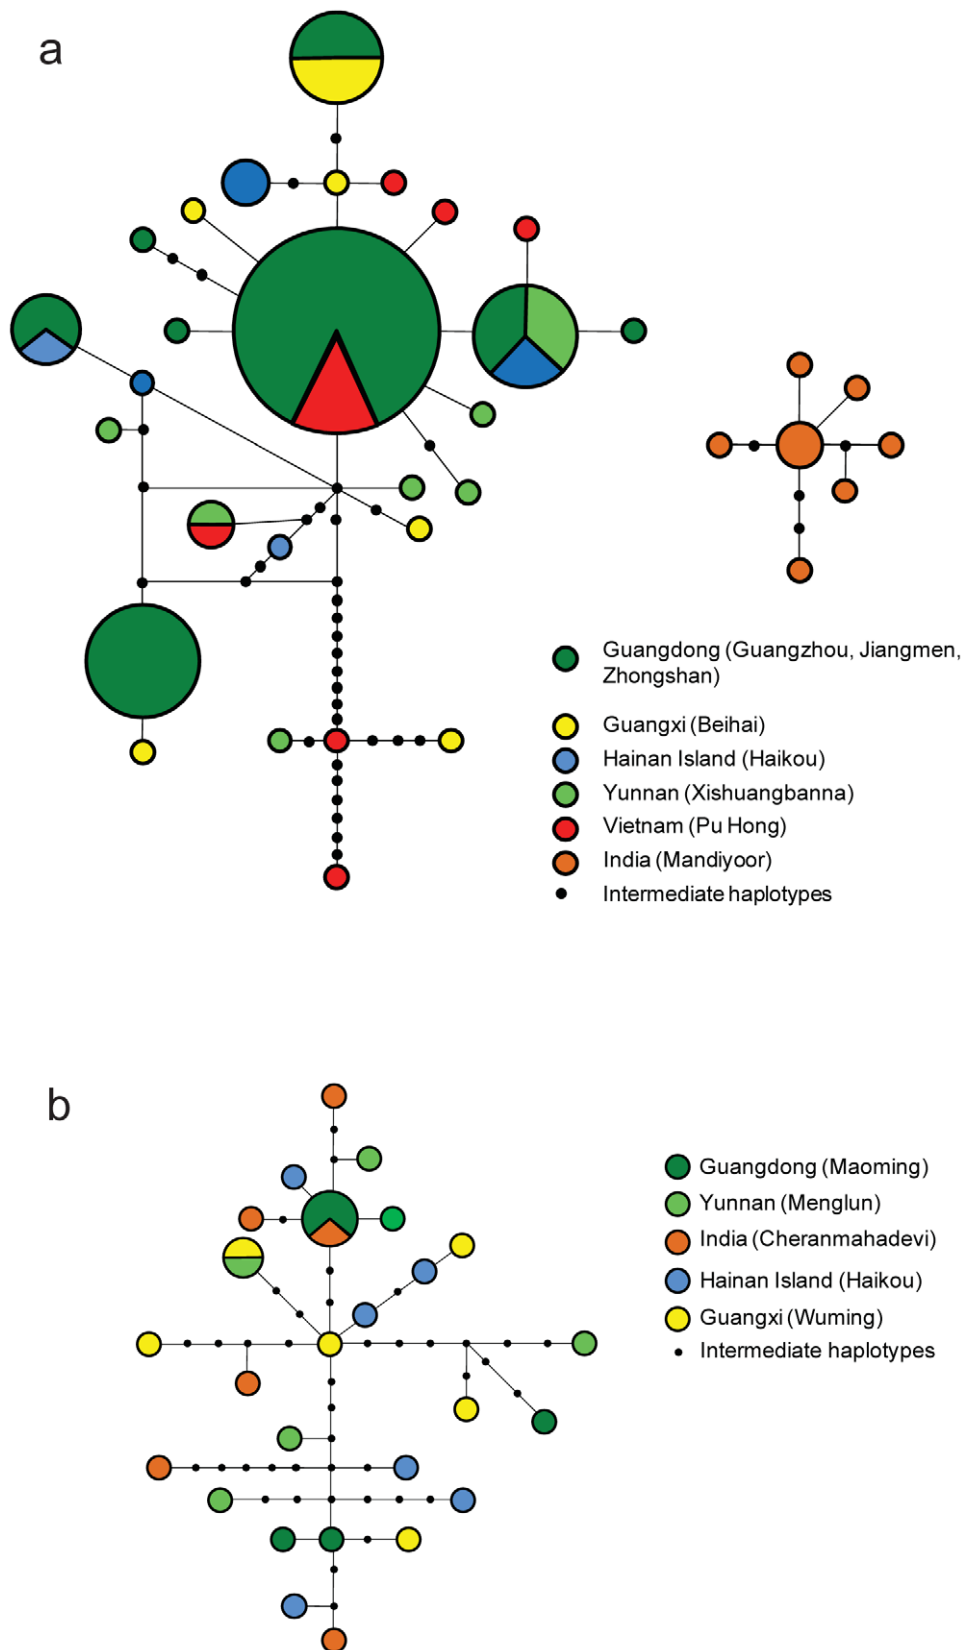 a
Guangdong (Guangzhou, Jiangmen,
Zhongshan)
Guangxi (Beihai)
Hainan Island (Haikou)
Yunnan (Xishuangbanna)
Vietnam (Pu Hong)
India (Mandiyoor)
Intermediate haplotypes
b
Guangdong (Maoming)
Yunnan (Menglun)
India (Cheranmahadevi)
Hainan Island (Haikou)
Guangxi (Wuming)
Intermediate haplotypes